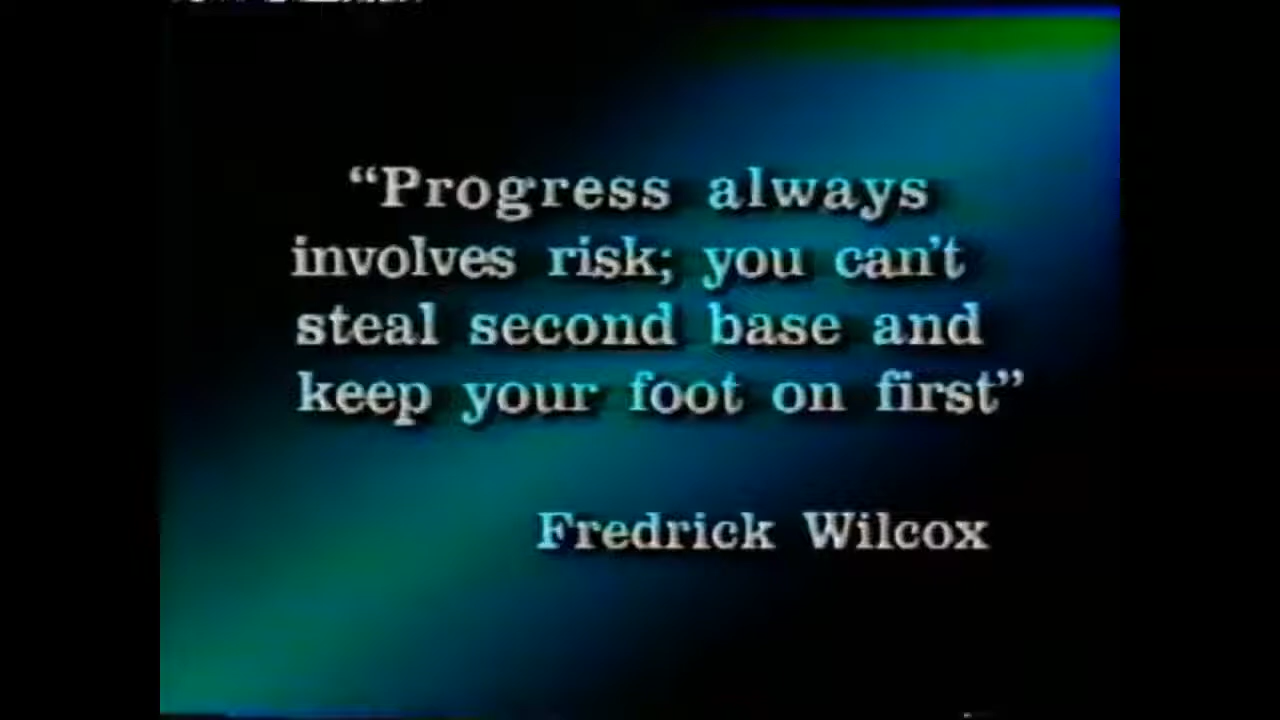 “Progress always
involves risk; you can’t
steal second base and
keep your foot on first”
Fredrick Wilcox